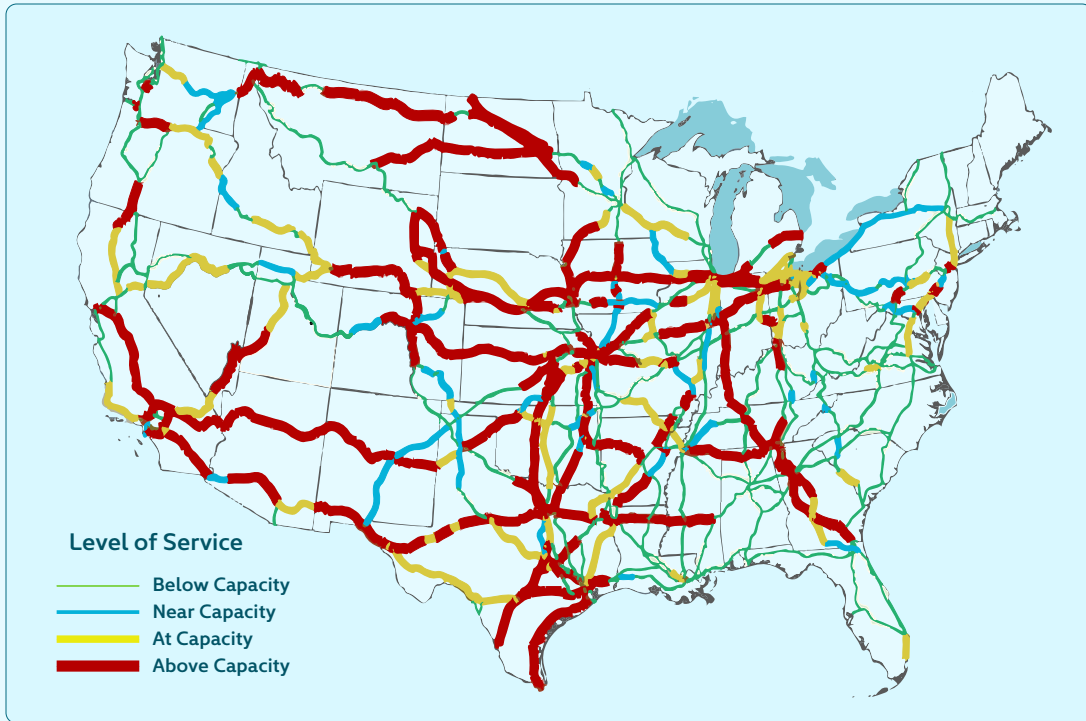 Level of Service
Below Capacity
Near Capacity
At Capacity
Above Capacity